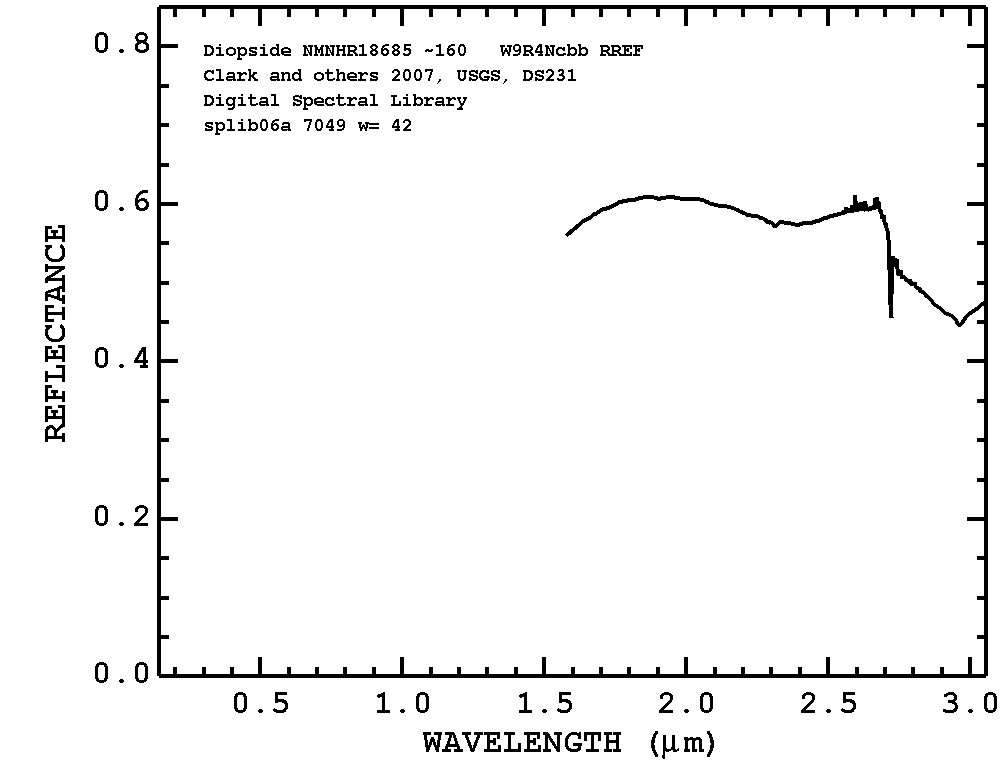 Diopside NMNHR18685 ~160 W9R4Ncbb RREF
Clark and others 2007, USGS, DS231
Digital Spectral Library
splib06a 7049 w= 42
0.8
0.6
0.4
0.2
0.0
REFLECTANCE
0.5 1.0 1.5 2.0 2.5 3.0
WAVELENGTH (μm)